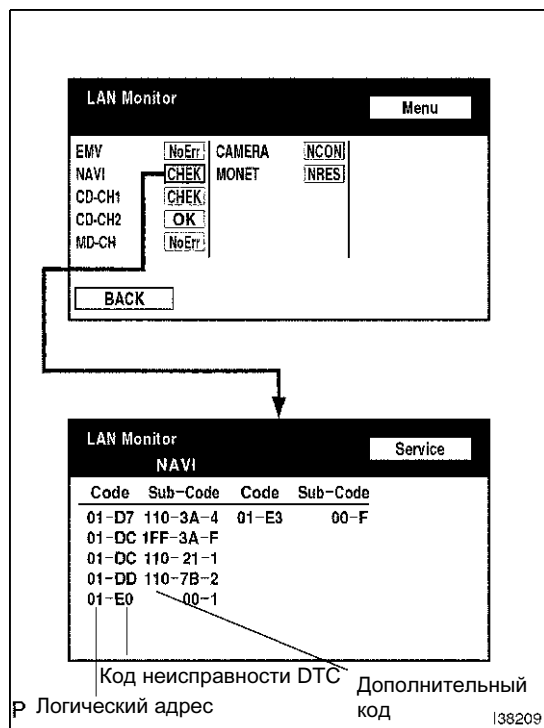 LAN Monitor
Menu
EMV NoErr CAMERA NCON
NAVI CHEK MONET NRES
CD-CH1 CHEK
CD-CH2 OK
MD-CH NoErr
BACK
LAN Monitor
NAVI
Service
Code Sub-Code Code Sub-Code
01-D7 110-3A-4 01-E3 00-F
01-DC 1FF-3A-F
01-DC 110-21-1
01-DD 110-7B-2
01-E0 00-1
Код неисправности DTC
Дополнительный
код
P Логический адрес
I38209